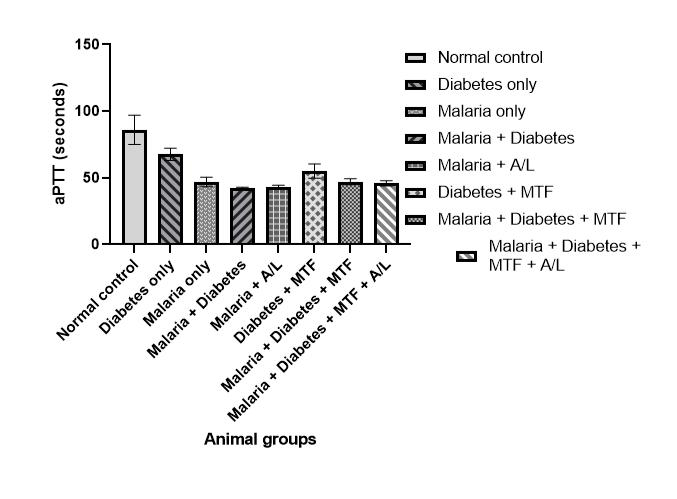 150
100
50
0
aPTT (seconds)
Normal control
Diabetes only
Malaria only
Malaria + Diabetes
Malaria + A/L
Diabetes + MTF
Malaria + Diabetes + MTF
Malaria + Diabetes + MTF + A/L
Animal groups
Normal control
Diabetes only
Malaria only
Malaria + Diabetes
Malaria + A/L
Diabetes + MTF
Malaria + Diabetes + MTF
Malaria + Diabetes +
MTF + A/L